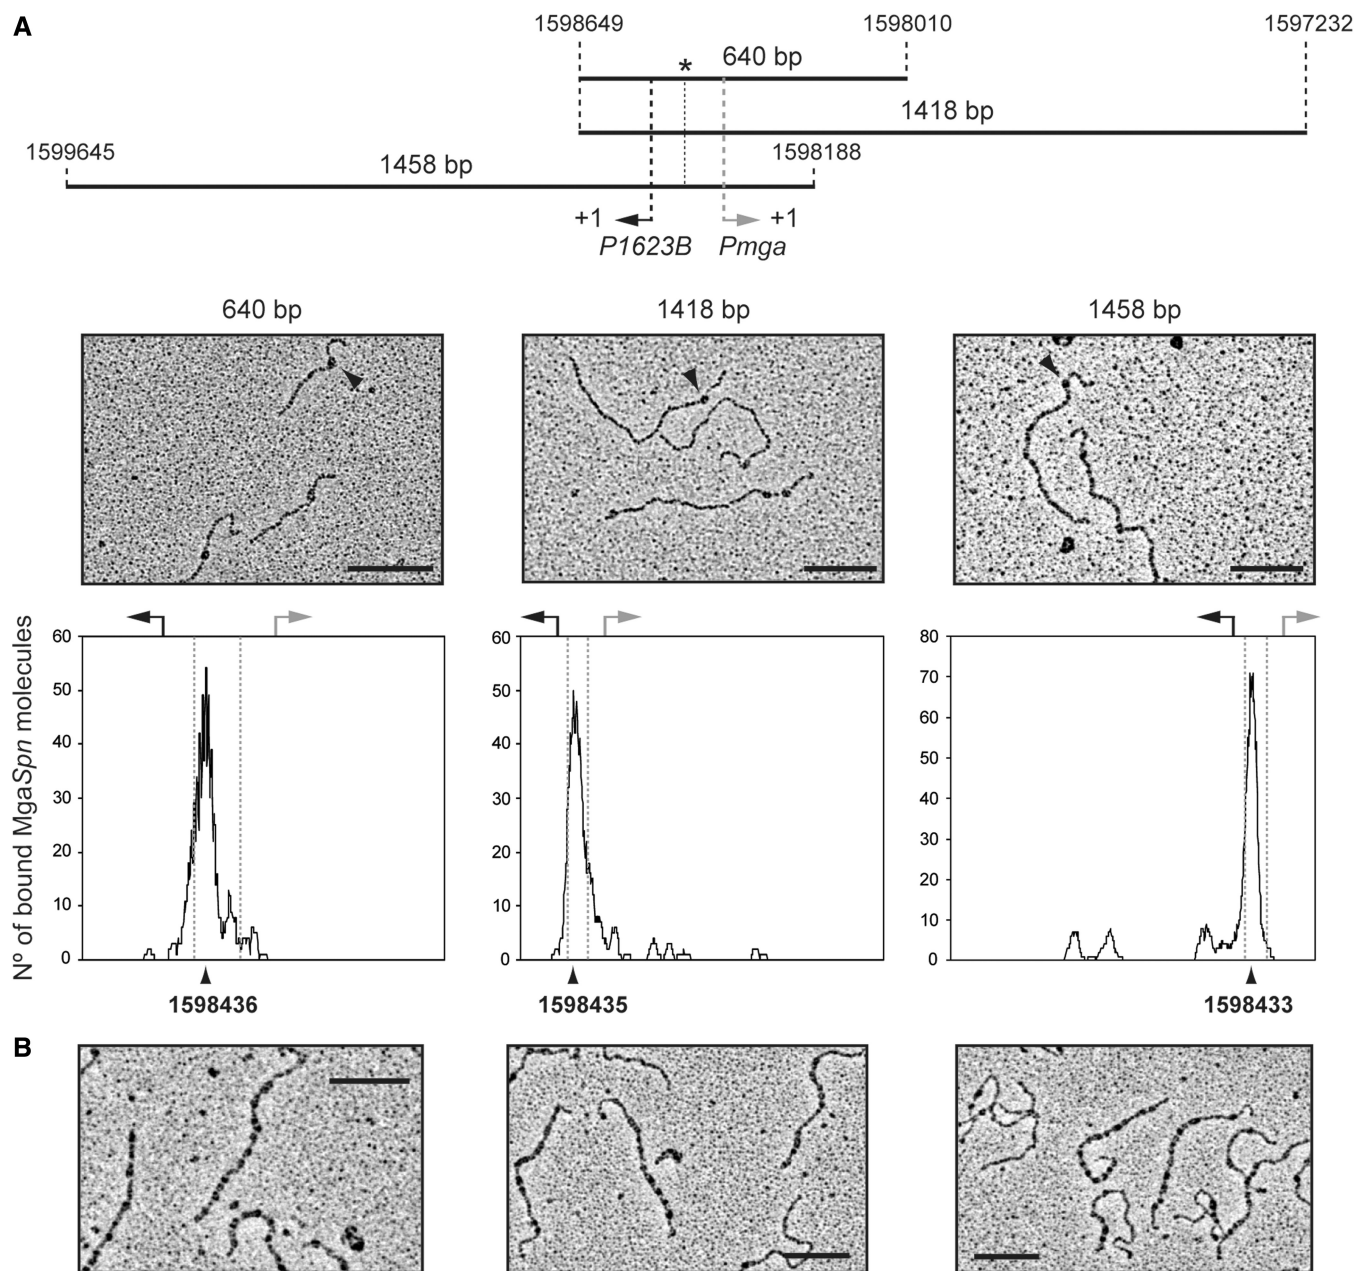 A
1598649 1598010 1597232
640 bp
*
1418 bp
1599645 1598188
1458 bp
+1 +1
P1623B Pmga
640 bp 1418 bp 1458 bp
Nº of bound MgaSpn molecules
60 60 80
50 50 70
40 40 60
30 30 50
20 20 40
10 10 30
0 0 20
10
0
1598436 1598435 1598433
B